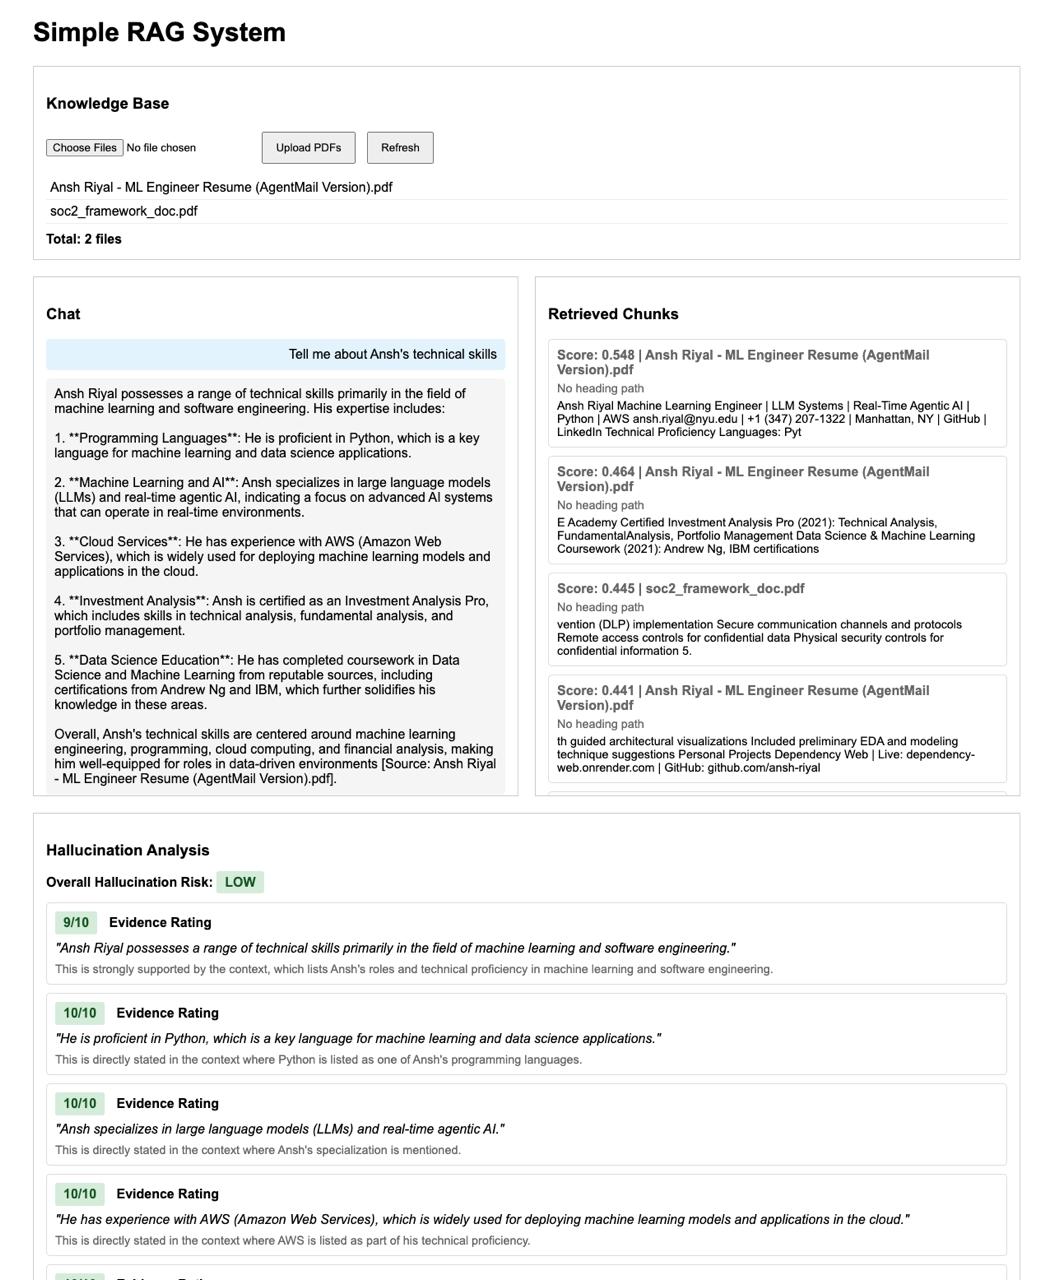 Simple RAG System
Knowledge Base
Choose Files No file chosen
Upload PDFs
Refresh
Ansh Riyal - ML Engineer Resume (AgentMail Version).pdf
soc2_framework_doc.pdf
Total: 2 files
Chat
Tell me about Ansh's technical skills
Ansh Riyal possesses a range of technical skills primarily in the field of
machine learning and software engineering. His expertise includes:
1. **Programming Languages**: He is proficient in Python, which is a key
language for machine learning and data science applications.
2. **Machine Learning and AI**: Ansh specializes in large language models
(LLMs) and real-time agentic AI, indicating a focus on advanced AI systems
that can operate in real-time environments.
3. **Cloud Services**: He has experience with AWS (Amazon Web
Services), which is widely used for deploying machine learning models and
applications in the cloud.
4. **Investment Analysis**: Ansh is certified as an Investment Analysis Pro,
which includes skills in technical analysis, fundamental analysis, and
portfolio management.
5. **Data Science Education**: He has completed coursework in Data
Science and Machine Learning from reputable sources, including
certifications from Andrew Ng and IBM, which further solidifies his
knowledge in these areas.
Overall, Ansh's technical skills are centered around machine learning
engineering, programming, cloud computing, and financial analysis, making
him well-equipped for roles in data-driven environments [Source: Ansh Riyal
- ML Engineer Resume (AgentMail Version).pdf].
Retrieved Chunks
Score: 0.548 | Ansh Riyal - ML Engineer Resume (AgentMail
Version).pdf
No heading path
Ansh Riyal Machine Learning Engineer | LLM Systems | Real-Time Agentic AI |
Python | AWS ansh.riyal@nyu.edu | +1 (347) 207-1322 | Manhattan, NY | GitHub |
LinkedIn Technical Proficiency Languages: Pyt
Score: 0.464 | Ansh Riyal - ML Engineer Resume (AgentMail
Version).pdf
No heading path
E Academy Certified Investment Analysis Pro (2021): Technical Analysis,
FundamentalAnalysis, Portfolio Management Data Science & Machine Learning
Coursework (2021): Andrew Ng, IBM certifications
Score: 0.445 | soc2_framework_doc.pdf
No heading path
vention (DLP) implementation Secure communication channels and protocols
Remote access controls for confidential data Physical security controls for
confidential information 5.
Score: 0.441 | Ansh Riyal - ML Engineer Resume (AgentMail
Version).pdf
No heading path
th guided architectural visualizations Included preliminary EDA and modeling
technique suggestions Personal Projects Dependency Web | Live: dependency-
web.onrender.com | GitHub: github.com/ansh-riyal
Hallucination Analysis
Overall Hallucination Risk: LOW
9/10 Evidence Rating
"Ansh Riyal possesses a range of technical skills primarily in the field of machine learning and software engineering."
This is strongly supported by the context, which lists Ansh's roles and technical proficiency in machine learning and software engineering.
10/10 Evidence Rating
"He is proficient in Python, which is a key language for machine learning and data science applications."
This is directly stated in the context where Python is listed as one of Ansh's programming languages.
10/10 Evidence Rating
"Ansh specializes in large language models (LLMs) and real-time agentic AI."
This is directly stated in the context where Ansh's specialization is mentioned.
10/10 Evidence Rating
"He has experience with AWS (Amazon Web Services), which is widely used for deploying machine learning models and applications in the cloud."
This is directly stated in the context where AWS is listed as part of his technical proficiency.